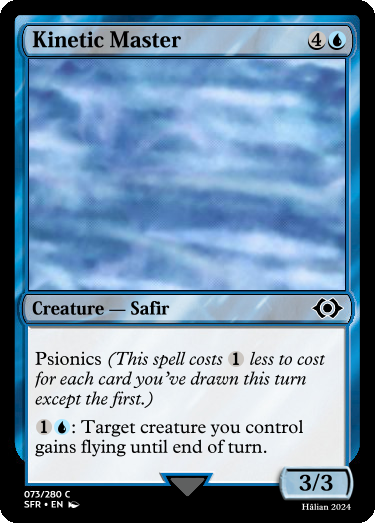 Kinetic Master 4
Creature — Safir
Psionics (This spell costs 1 less to cost
for each card you've drawn this turn
except the first.)
1 : Target creature you control
gains flying until end of turn.
3/3
073/280 C
SFR • EN
Hālian 2024